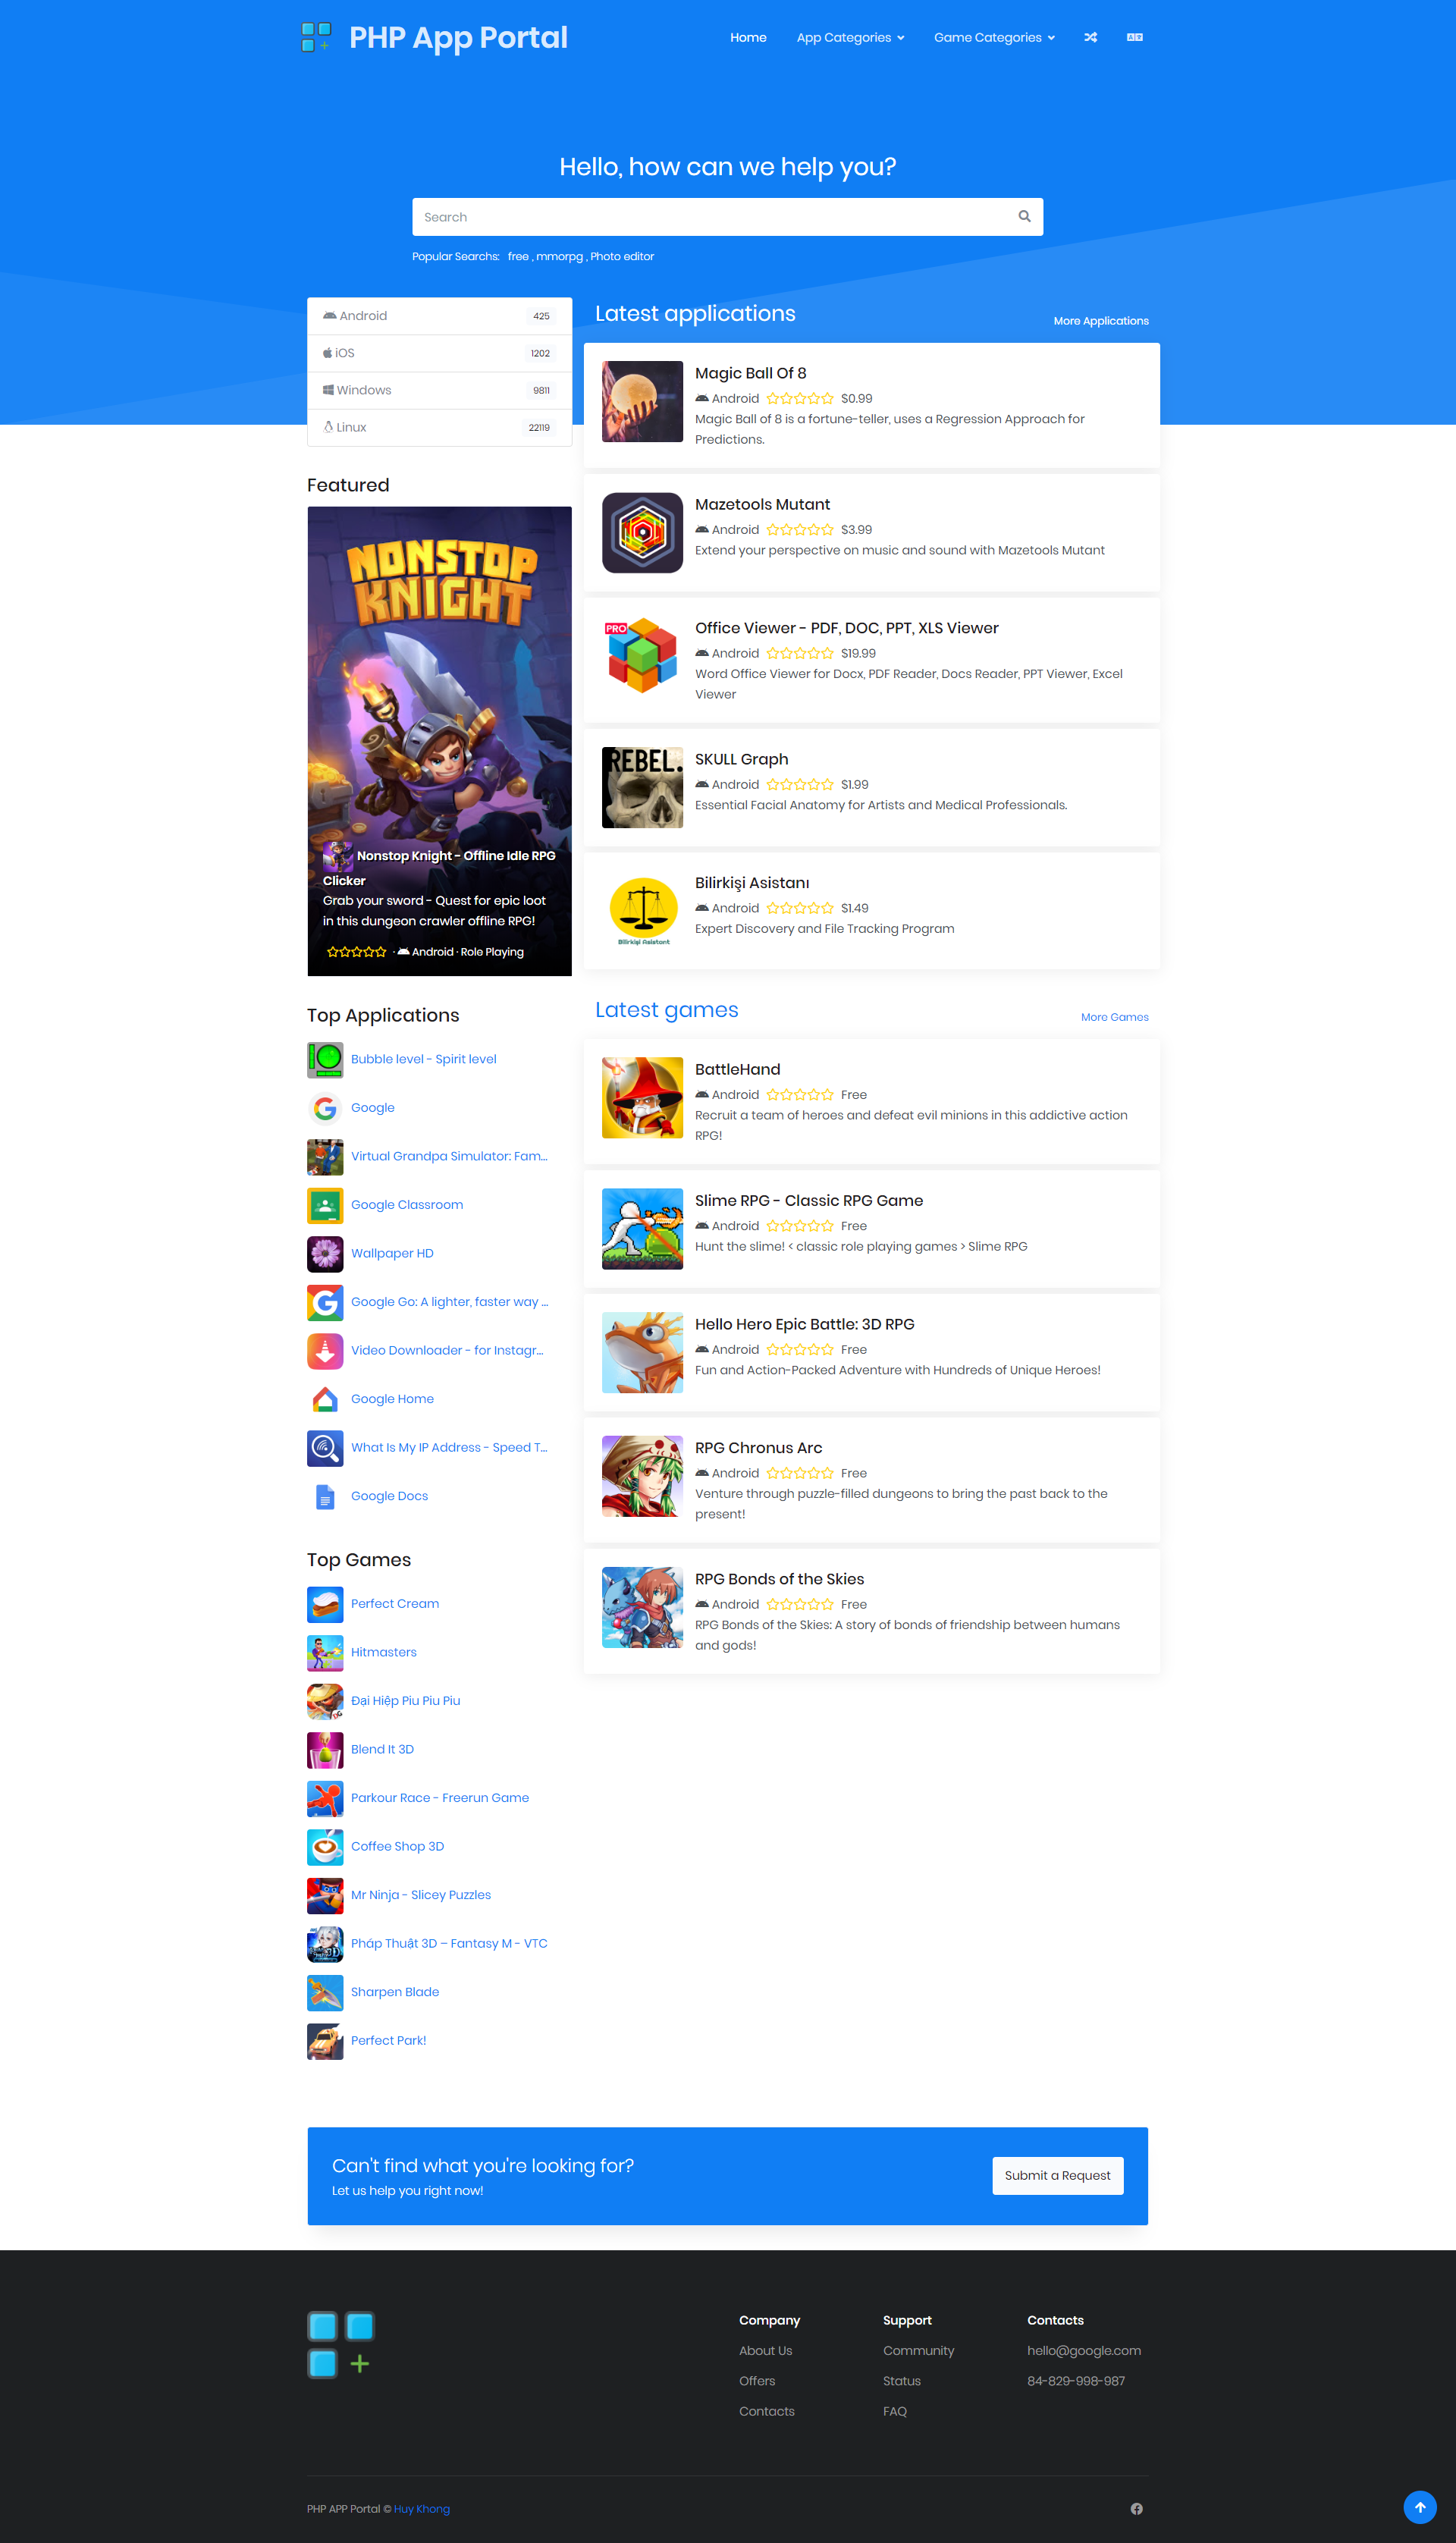 PHP App Portal
Home
App Categories
Game Categories
Hello, how can we help you?
Search
Popular Searchs: free , mmorpg , Photo editor
Android 425
iOS 1202
Windows 9811
Linux 22119
Featured
NONSTOP
KNIGHT
Nonstop Knight - Offline Idle RPG
Clicker
Grab your sword - Quest for epic loot
in this dungeon crawler offline RPG!
· Android · Role Playing
Top Applications
Bubble level - Spirit level
Google
Virtual Grandpa Simulator: Fam...
Google Classroom
Wallpaper HD
Google Go: A lighter, faster way ...
Video Downloader - for Instagr...
Google Home
What Is My IP Address - Speed T...
Google Docs
Top Games
Perfect Cream
Hitmasters
Đại Hiệp Piu Piu Piu
Blend It 3D
Parkour Race - Freerun Game
Coffee Shop 3D
Mr Ninja - Slicey Puzzles
Pháp Thuật 3D – Fantasy M - VTC
Sharpen Blade
Perfect Park!
Latest applications
More Applications
Magic Ball Of 8
Android $0.99
Magic Ball of 8 is a fortune-teller, uses a Regression Approach for
Predictions.
Mazetools Mutant
Android $3.99
Extend your perspective on music and sound with Mazetools Mutant
PRO
Office Viewer - PDF, DOC, PPT, XLS Viewer
Android $19.99
Word Office Viewer for Docx, PDF Reader, Docs Reader, PPT Viewer, Excel
Viewer
REBEL.
SKULL Graph
Android $1.99
Essential Facial Anatomy for Artists and Medical Professionals.
Bilirkişi Asistanı
Bilirkişi Asistanı
Android $1.49
Expert Discovery and File Tracking Program
Latest games
More Games
BattleHand
Android Free
Recruit a team of heroes and defeat evil minions in this addictive action
RPG!
Slime RPG - Classic RPG Game
Android Free
Hunt the slime! < classic role playing games > Slime RPG
Hello Hero Epic Battle: 3D RPG
Android Free
Fun and Action-Packed Adventure with Hundreds of Unique Heroes!
RPG Chronus Arc
Android Free
Venture through puzzle-filled dungeons to bring the past back to the
present!
RPG Bonds of the Skies
Android Free
RPG Bonds of the Skies: A story of bonds of friendship between humans
and gods!
Can't find what you're looking for?
Let us help you right now!
Submit a Request
Company
About Us
Offers
Contacts
Support
Community
Status
FAQ
Contacts
hello@google.com
84-829-998-987
PHP APP Portal © Huy Khong